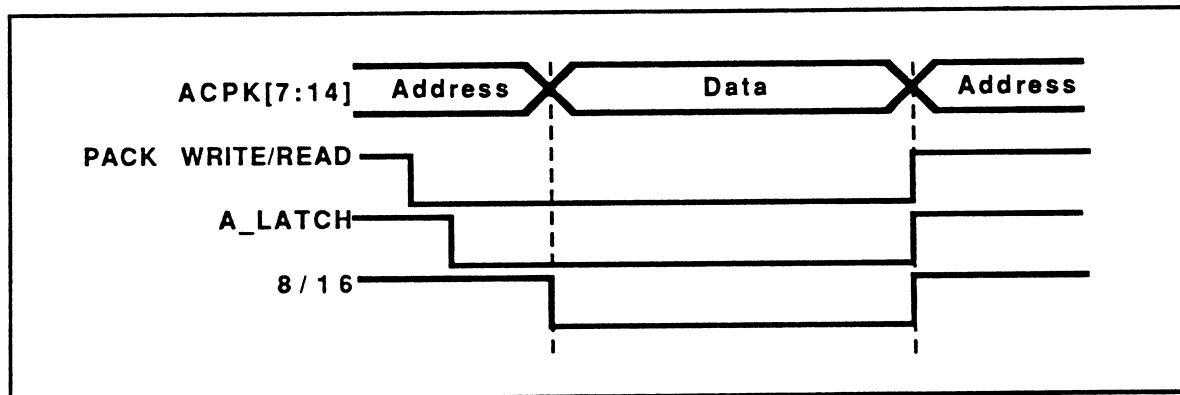 ACPK[7:14] Address Data Address
PACK WRITE/READ
A_LATCH
8/16